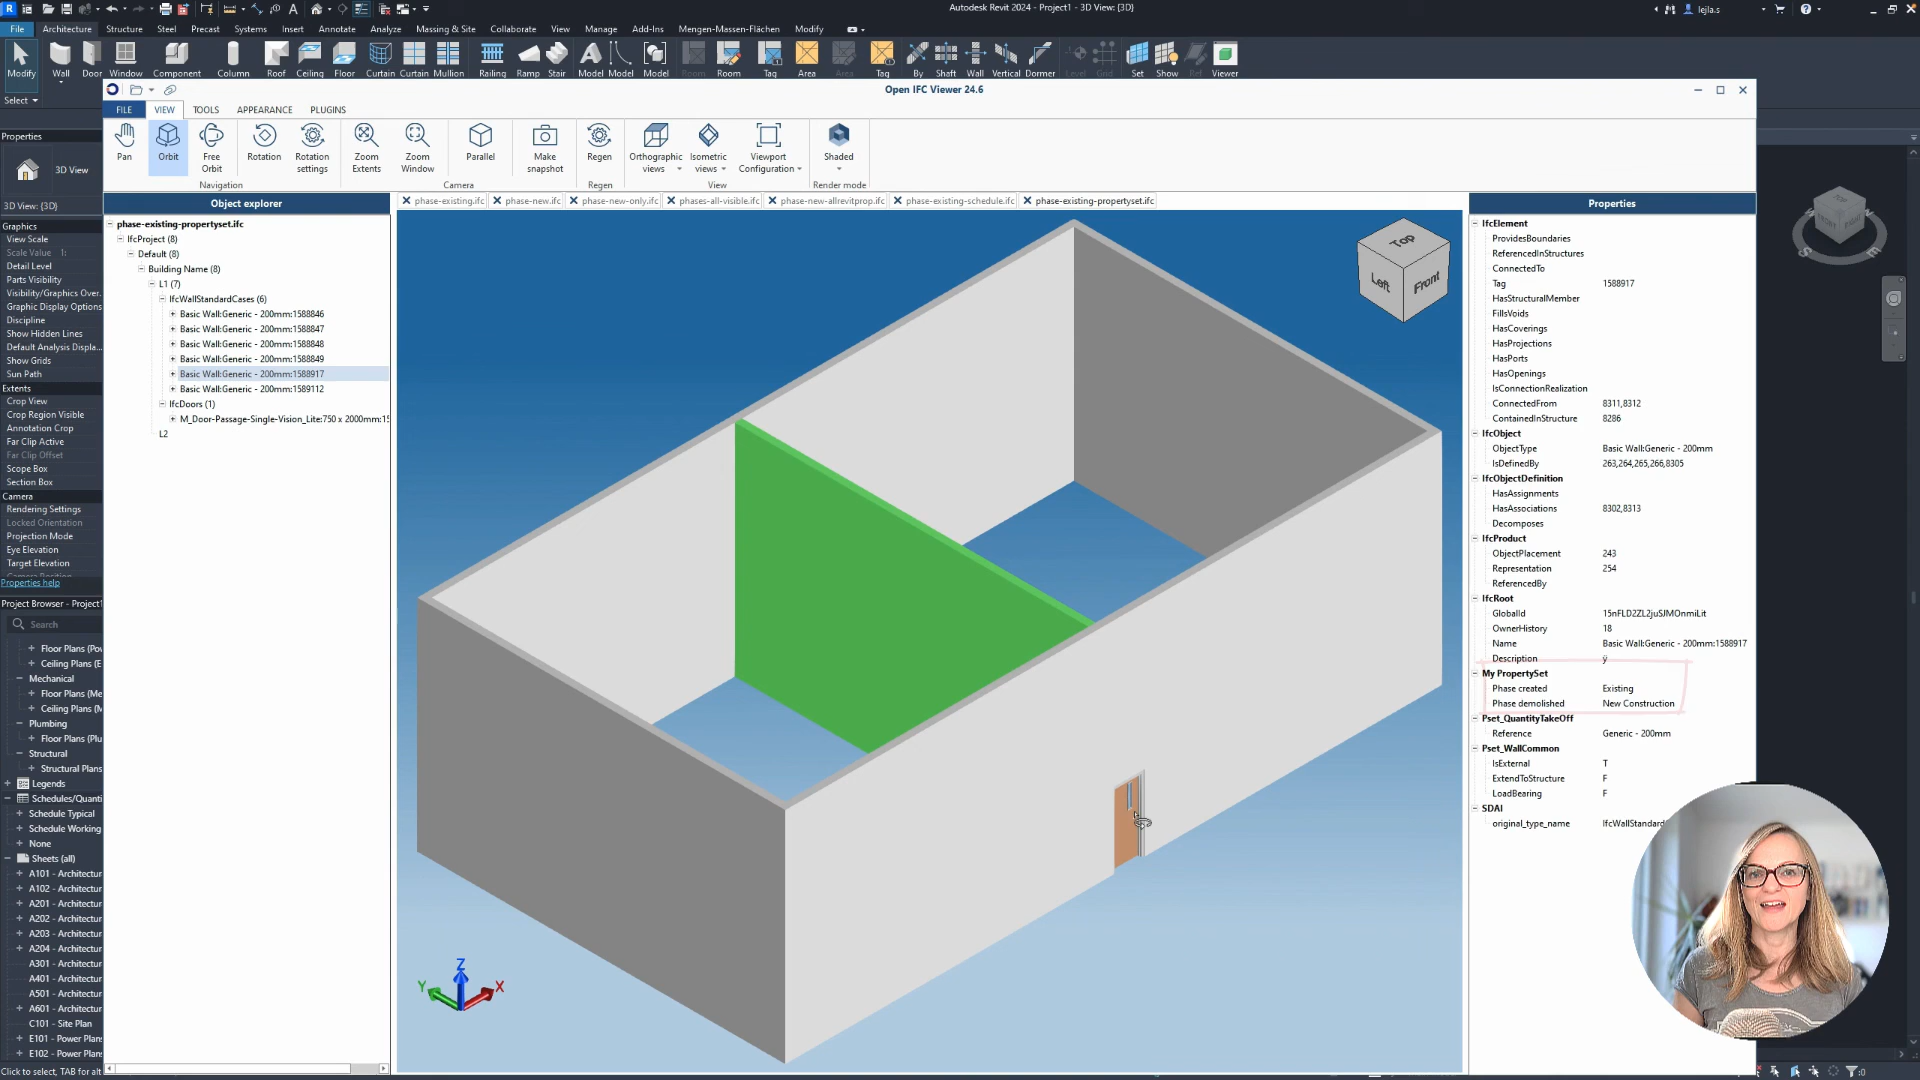 Autodesk Revit 2024 - Project1 - 3D View: {3D}
lejla.s
File Architecture Structure Steel Precast Systems Insert Annotate Analyze Massing & Site Collaborate View Manage Add-Ins Mengen-Massen-Flächen Modify
Modify Wall Door Window Component Column Roof Ceiling Floor Curtain Curtain Mullion Railing Ramp Stair Model Model Model Room Room Tag Area Area Tag By Shaft Wall Vertical Dormer Level Grid Set Show Ref Viewer
Select
Open IFC Viewer 24.6
FILE VIEW TOOLS APPEARANCE PLUGINS
Pan
Orbit
Free
Orbit
Rotation
Rotation
settings
Zoom
Extents
Zoom
Window
Parallel
Make
snapshot
Regen
Orthographic
views
Isometric
views
Viewport
Configuration
Shaded
Navigation Camera Regen View Render mode
Properties
3D View
3D View: {3D}
Graphics
View Scale
Scale Value 1:
Detail Level
Parts Visibility
Visibility/Graphics Over.
Graphic Display Options
Discipline
Show Hidden Lines
Default Analysis Displa...
Show Grids
Sun Path
Extents
Crop View
Crop Region Visible
Annotation Crop
Far Clip Active
Far Clip Offset
Scope Box
Section Box
Camera
Rendering Settings
Locked Orientation
Projection Mode
Eye Elevation
Target Elevation
Camera Position
Properties help
Project Browser - Project1
Search
Floor Plans (Po
Ceiling Plans (E
Mechanical
Floor Plans (Me
Ceiling Plans (M
Plumbing
Floor Plans (Plu
Structural
Structural Plans
Legends
Schedules/Quanti
Schedule Typical
Schedule Working
None
Sheets (all)
A101 - Architectur
A102 - Architectur
A201 - Architectur
A202 - Architectur
A203 - Architectur
A204 - Architectur
A301 - Architectur
A401 - Architectur
A501 - Architectur
A601 - Architectur
C101 - Site Plan
E101 - Power Plans
E102 - Power Plans
Click to select, TAB for alt
Object explorer
phase-existing-propertyset.ifc
IfcProject (8)
Default (8)
Building Name (8)
L1 (7)
IfcWallStandardCases (6)
Basic Wall:Generic - 200mm:1588846
Basic Wall:Generic - 200mm:1588847
Basic Wall:Generic - 200mm:1588848
Basic Wall:Generic - 200mm:1588849
Basic Wall:Generic - 200mm:1588917
Basic Wall:Generic - 200mm:1589112
IfcDoors (1)
M_Door-Passage-Single-Vision_Lite:750 x 2000mm:15
L2
phase-existing.ifc phase-new.ifc phase-new-only.ifc phases-all-visible.ifc phase-new-allrevitprop.ifc phase-existing-schedule.ifc phase-existing-propertyset.ifc
Top
Left
Front
Z
Y
X
Properties
IfcElement
ProvidesBoundaries
ReferencedInStructures
ConnectedTo
Tag 1588917
HasStructuralMember
FillsVoids
HasCoverings
HasProjections
HasPorts
HasOpenings
IsConnectionRealization
ConnectedFrom 8311,8312
ContainedInStructure 8286
IfcObject
ObjectType Basic Wall:Generic - 200mm
IsDefinedBy 263,264,265,266,8305
IfcObjectDefinition
HasAssignments
HasAssociations 8302,8313
Decomposes
IfcProduct
ObjectPlacement 243
Representation 254
ReferencedBy
IfcRoot
GlobalId 15nFLD2ZL2juSJMOnmiLit
OwnerHistory 18
Name Basic Wall:Generic - 200mm:1588917
Description ÿ
My PropertySet
Phase created Existing
Phase demolished New Construction
Pset_QuantityTakeOff
Reference Generic - 200mm
Pset_WallCommon
IsExternal T
ExtendToStructure F
LoadBearing F
SDAI
original_type_name IfcWallStandard
:0